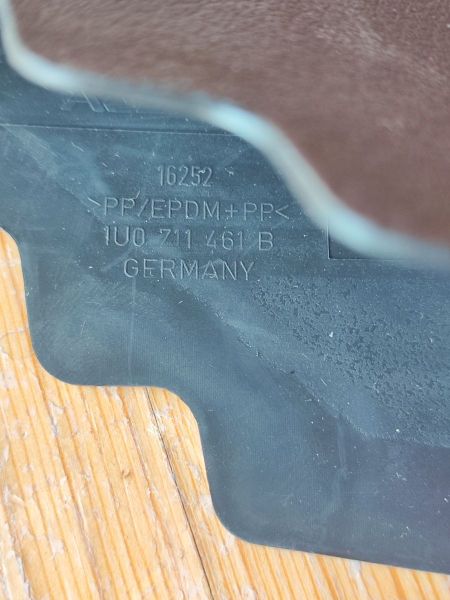 16252
>PP/EPDM+PP<
1U0 711 461 B
GERMANY